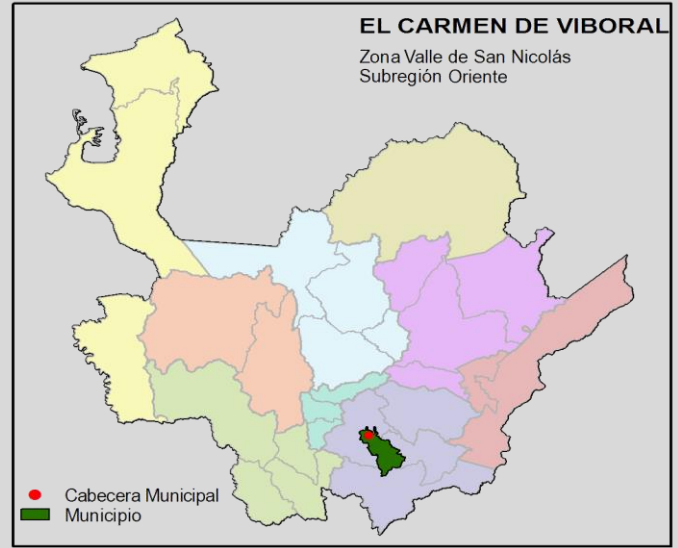 EL CARMEN DE VIBORAL
Zona Valle de San Nicolás
Subregión Oriente
Cabecera Municipal
Municipio